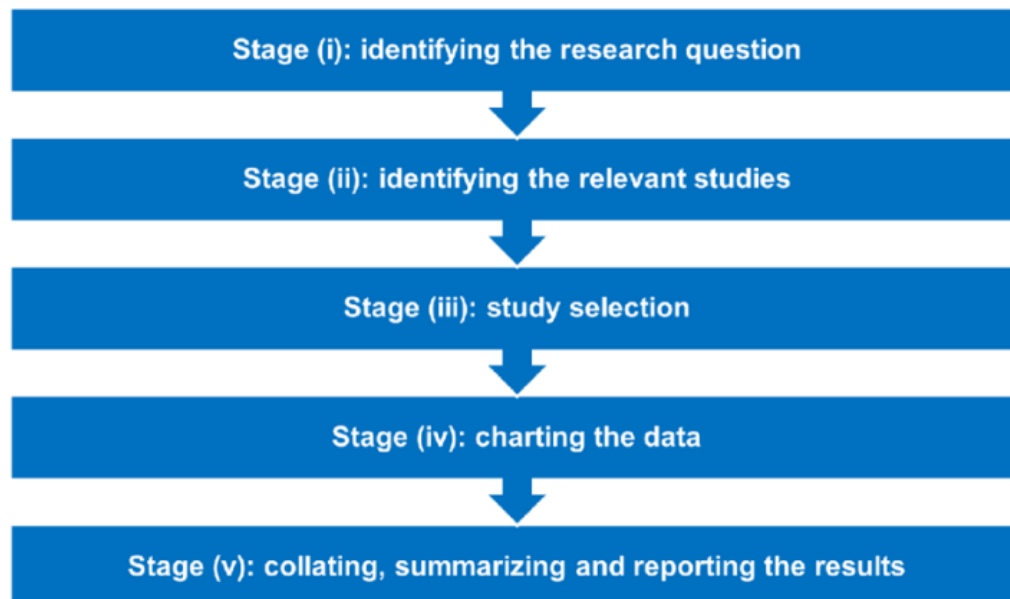 Stage (i): identifying the research question
Stage (ii): identifying the relevant studies
Stage (iii): study selection
Stage (iv): charting the data
Stage (v): collating, summarizing and reporting the results